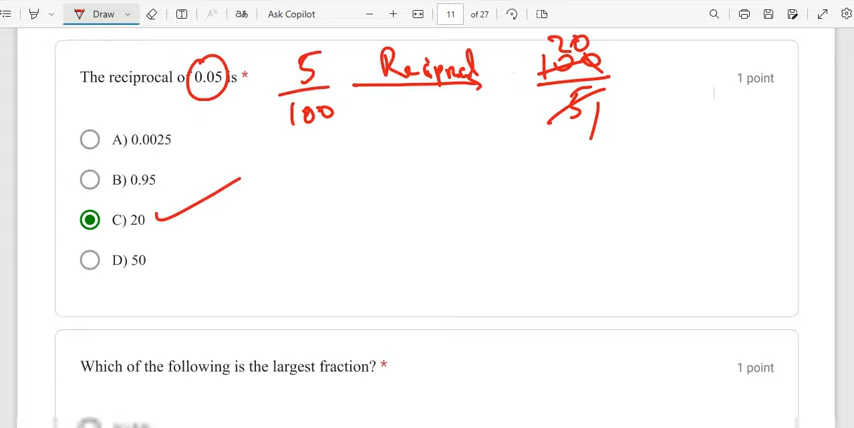 Draw
Ask Copilot
11 of 27
The reciprocal of 0.05 is *
1 point
5
100
Reciprocal
20
100
5 1
A) 0.0025
B) 0.95
C) 20
D) 50
Which of the following is the largest fraction? *
1 point